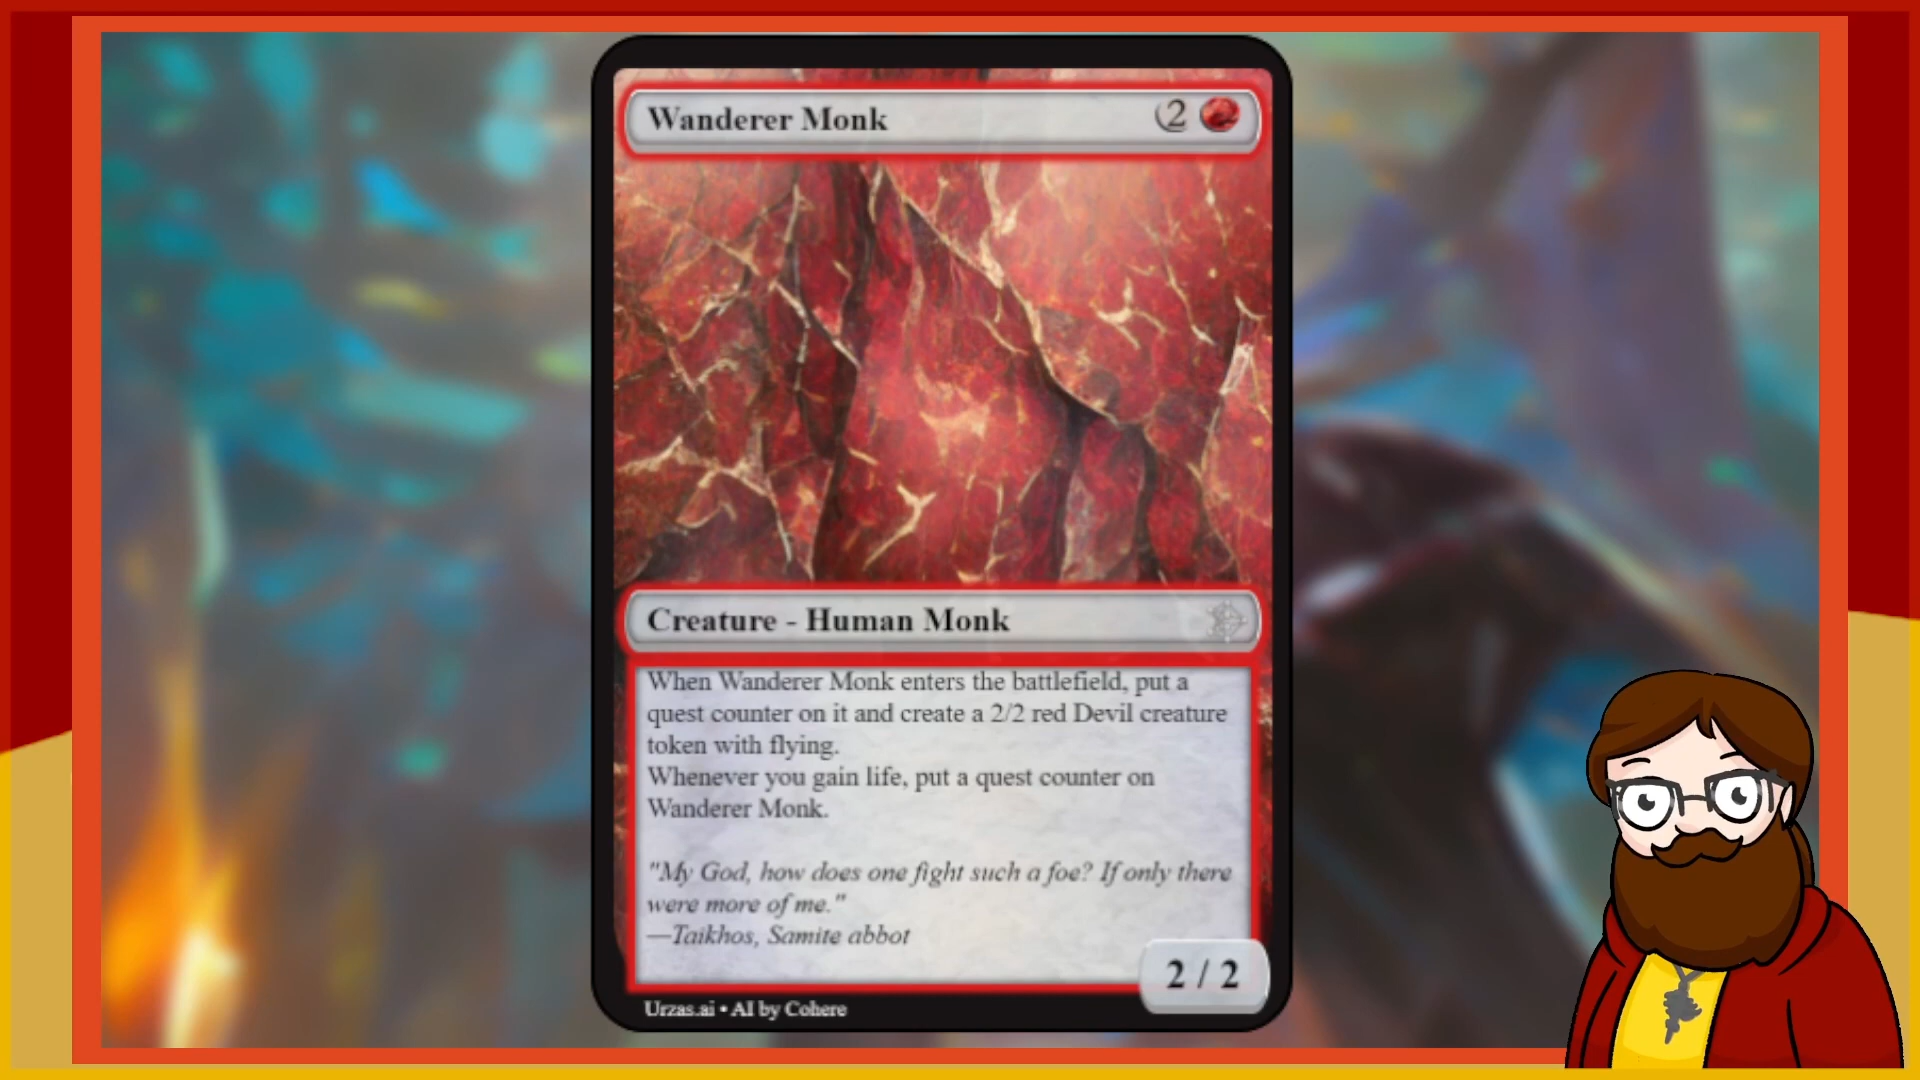 Wanderer Monk 2
Creature - Human Monk
When Wanderer Monk enters the battlefield, put a
quest counter on it and create a 2/2 red Devil creature
token with flying.
Whenever you gain life, put a quest counter on
Wanderer Monk.
"My God, how does one fight such a foe? If only there
were more of me."
—Taikhos, Samite abbot
2 / 2
Urzas.ai • AI by Cohere